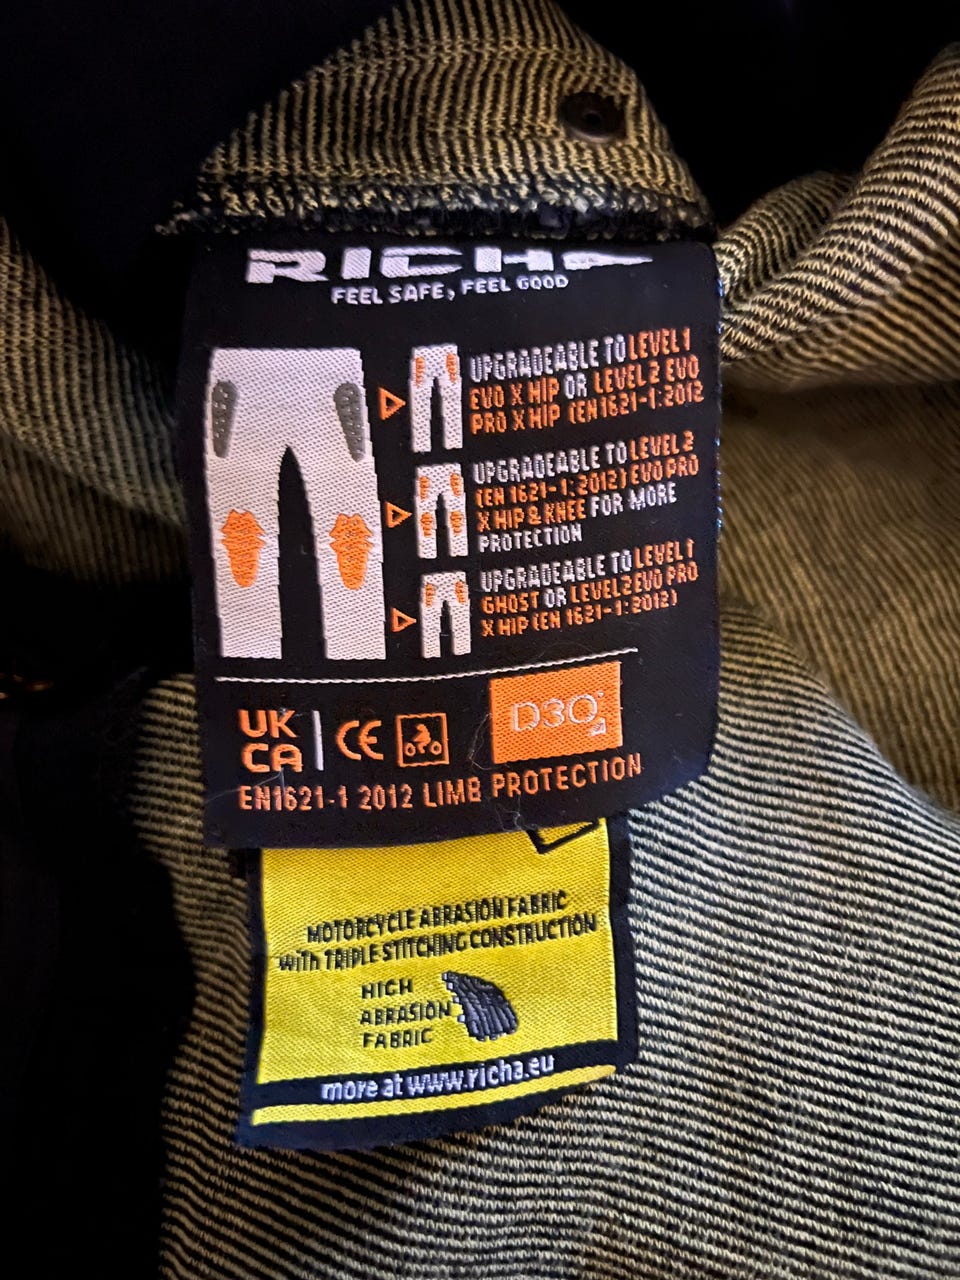 RICHA
FEEL SAFE, FEEL GOOD
UPGRADEABLE TO LEVEL 1
EVO X HIP OR LEVEL 2 EVO
PRO X HIP (EN1621-1:2012
UPGRADEABLE TO LEVEL 2
(EN 1621-1:2012) EVO PRO
X HIP & KNEE FOR MORE
PROTECTION
UPGRADEABLE TO LEVEL 1
GHOST OR LEVEL 2 EVO PRO
X HIP (EN 1621-1:2012)
UK
CA
CE
D3O
EN1621-1 2012 LIMB PROTECTION
MOTORCYCLE ABRASION FABRIC
with TRIPLE STITCHING CONSTRUCTION
HIGH
ABRASION
FABRIC
more at www.richa.eu